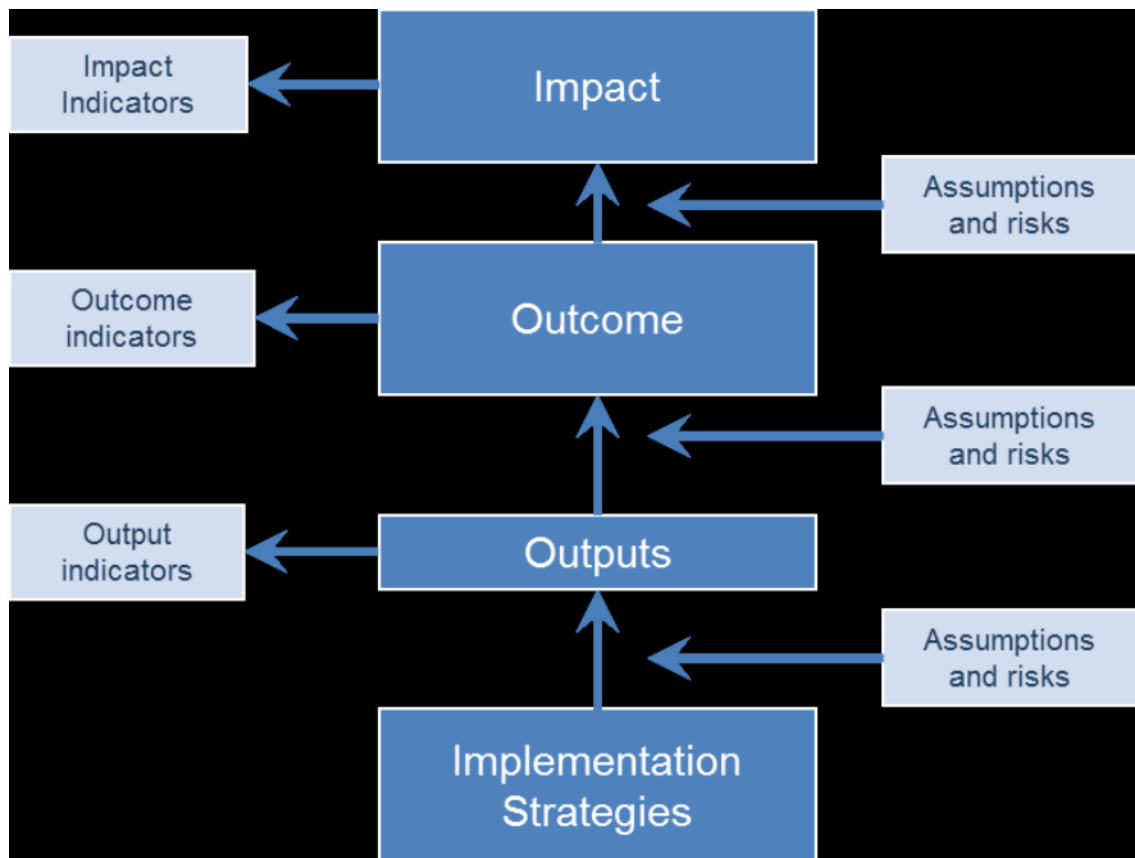 Impact
Indicators
Impact
Assumptions
and risks
Outcome
indicators
Outcome
Assumptions
and risks
Output
indicators
Outputs
Assumptions
and risks
Implementation
Strategies